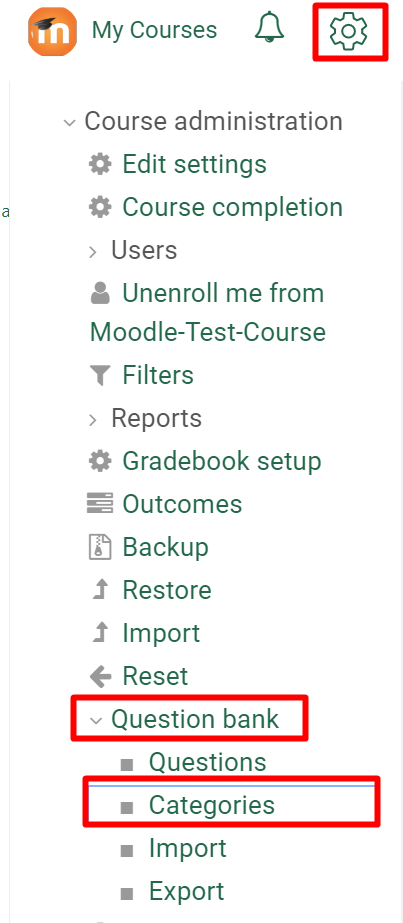 m
My Courses
Course administration
Edit settings
Course completion
a
Users
Unenroll me from
Moodle-Test-Course
Filters
Reports
Gradebook setup
Outcomes
Backup
Restore
Import
Reset
Question bank
Questions
Categories
Import
Export